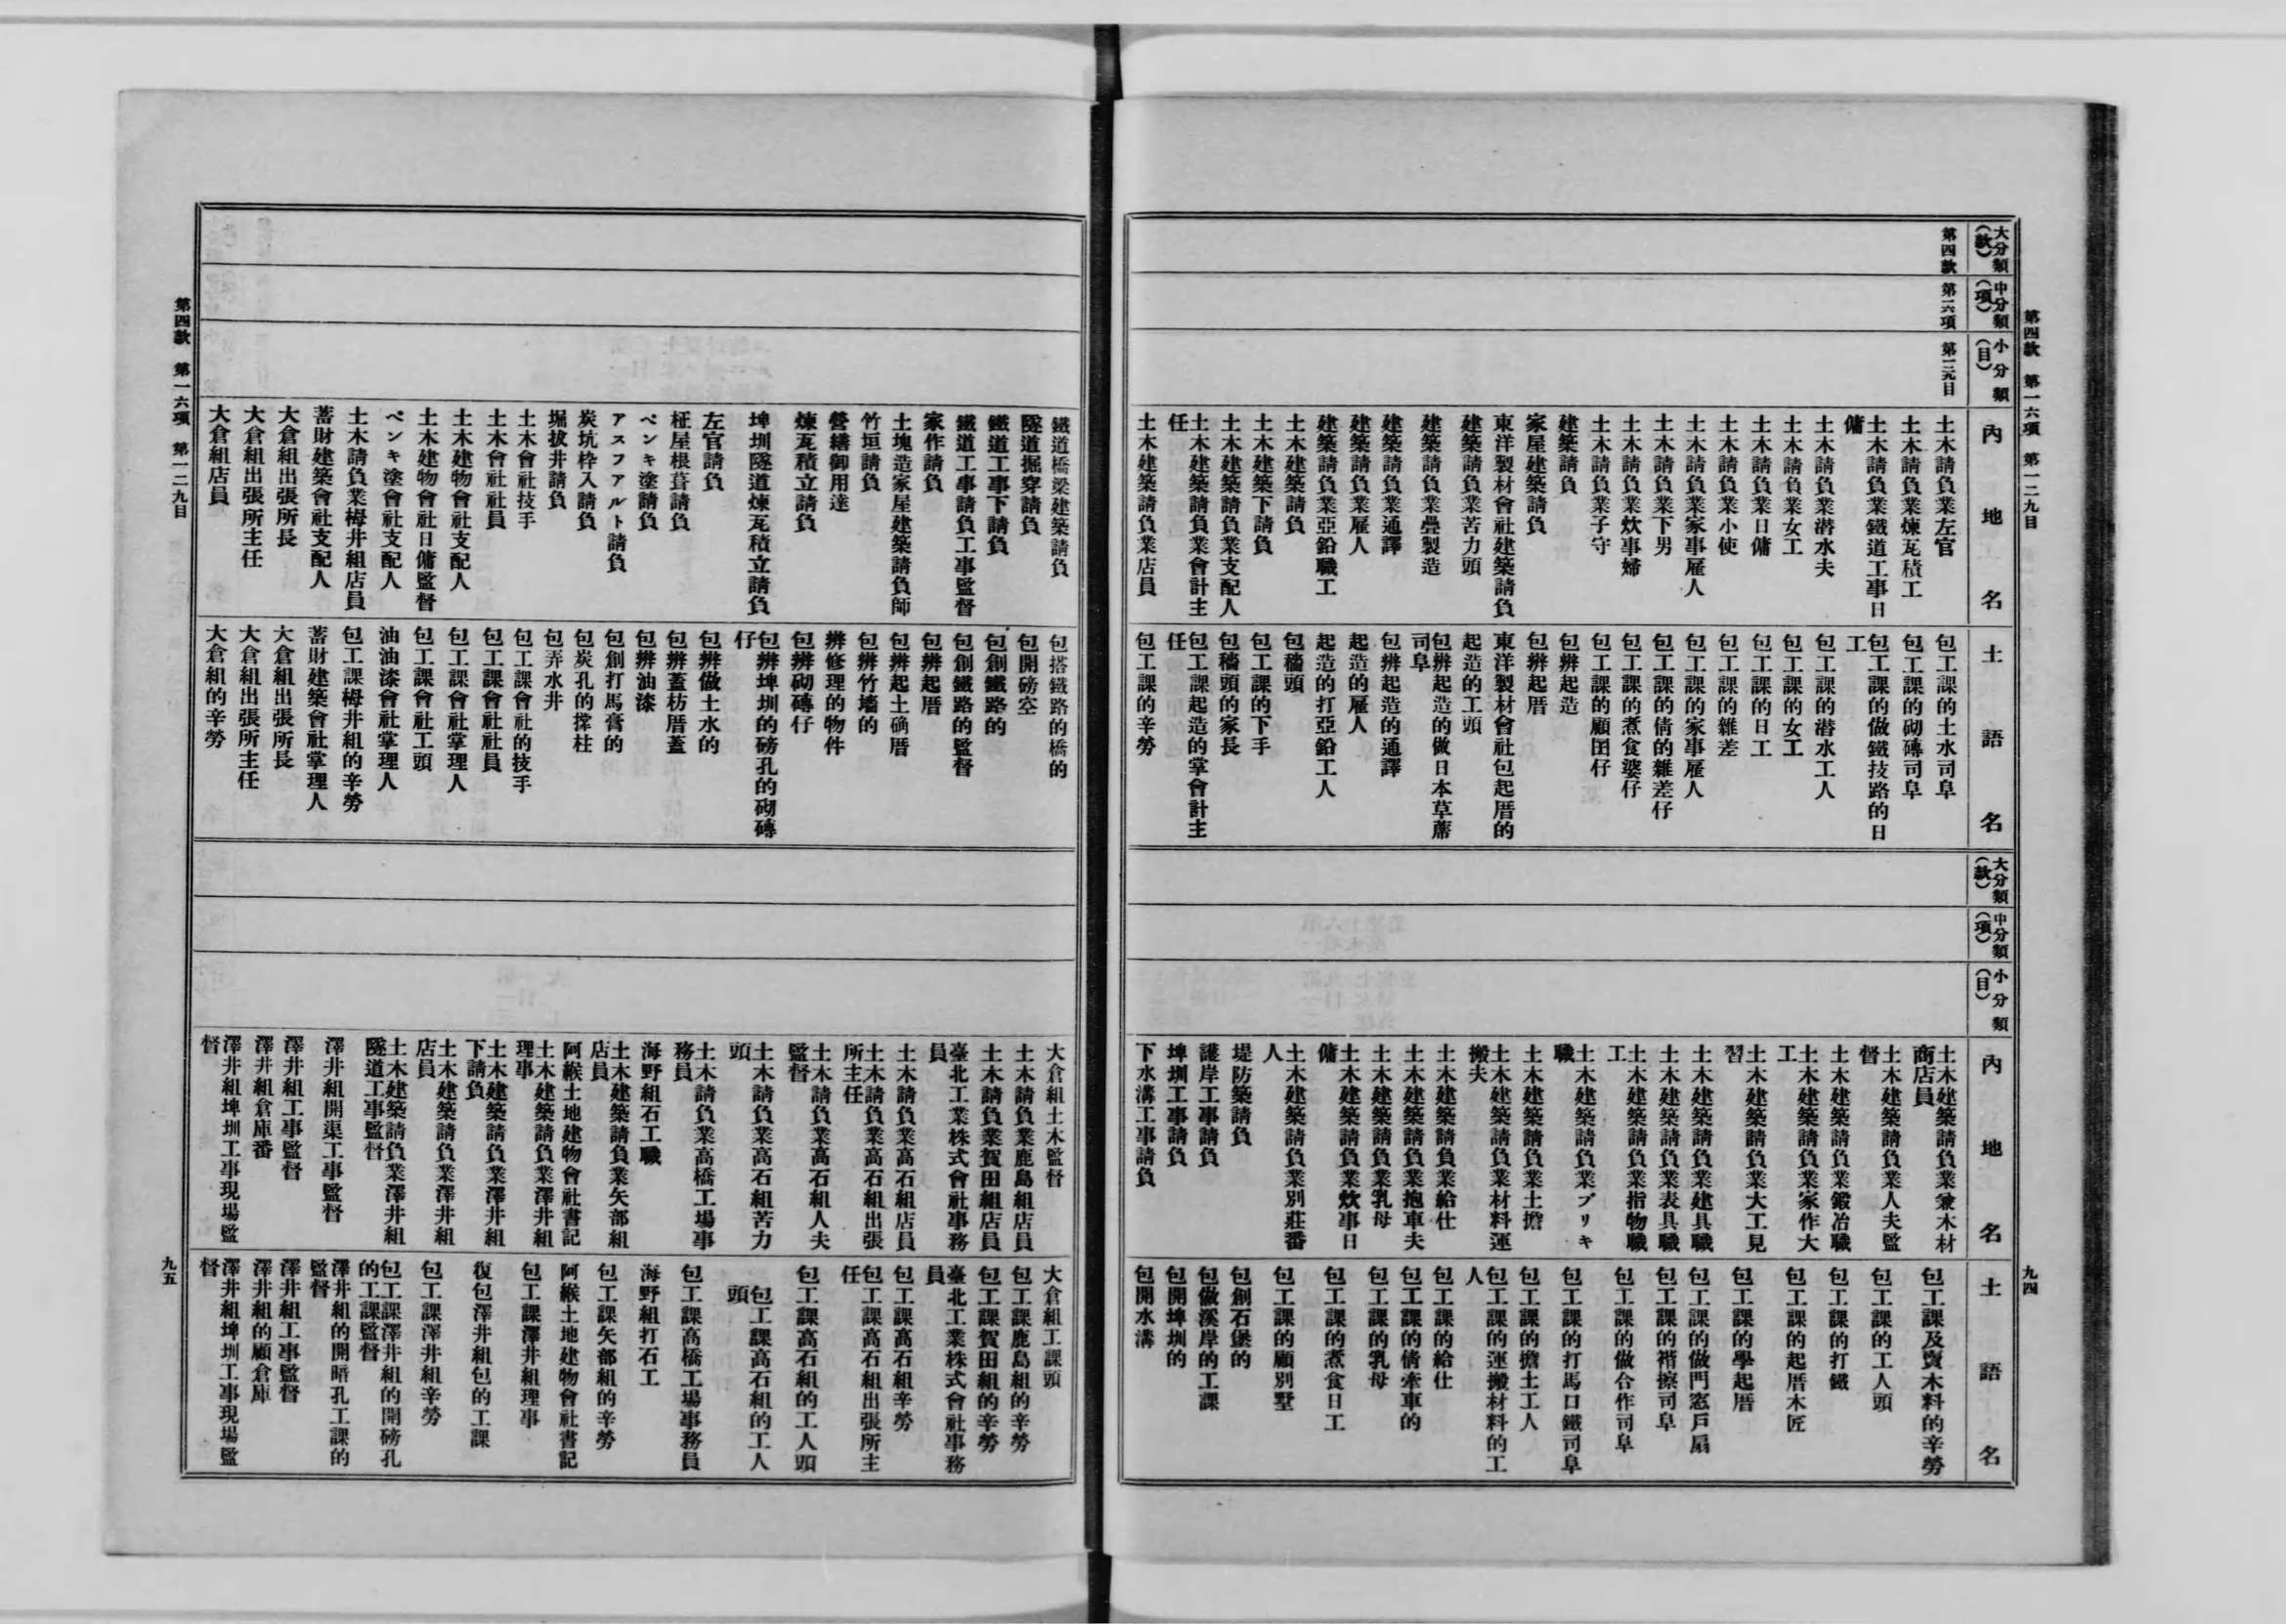 第四款　第一六項　第一二九目
九四
大分類（款）
中分類（項）
小分類（目）
內地名
土語名
大分類（款）
中分類（項）
小分類（目）
內地名
土語名
第四款
第一六項
第一二九目
土木請負業左官
土木請負業煉瓦積工
土木請負業鐵道工事日
傭
土木請負業潜水夫
土木請負業女工
土木請負業日傭
土木請負業小使
土木請負業家事雇人
土木請負業下男
土木請負業炊事婦
土木請負業子守
建築請負
家屋建築請負
東洋製材會社建築請負
建築請負業苦力頭
建築請負業疊製造
建築請負業通譯
建築請負業雇人
建築請負業亞鉛職工
土木建築請負
土木建築下請負
土木建築請負業支配人
土木建築請負業會計主
任
土木建築請負業店員
包工課的土水司阜
包工課的砌磚司阜
包工課的做鐵技路的日
工
包工課的潜水工人
包工課的女工
包工課的日工
包工課的雜差
包工課的家事雇人
包工課的倩的雜差仔
包工課的煮食婆仔
包工課的顧囝仔
包辨起造
包辨起厝
東洋製材會社包起厝的
起造的工頭
包辨起造的做日本草蓆
司阜
包辨起造的通譯
起造的雇人
起造的打亞鉛工人
包穡頭
包工課的下手
包穡頭的家長
包工課起造的掌會計主
任
包工課的辛勞
土木建築請負業兼木材
商店員
土木建築請負業人夫監
督
土木建築請負業鍛冶職
土木建築請負業家作大
工
土木建築請負業大工見
習
土木建築請負業建具職
土木建築請負業表具職
土木建築請負業指物職
工
土木建築請負業ブリキ
職
土木建築請負業土擔
土木建築請負業材料運
搬夫
土木建築請負業給仕
土木建築請負業抱車夫
土木建築請負業乳母
土木建築請負業炊事日
傭
土木建築請負業別莊番
人
堤防築請負
護岸工事請負
埤圳工事請負
下水溝工事請負
包工課及賣木料的辛勞
包工課的工人頭
包工課的打鐵
包工課的起厝木匠
包工課的學起厝
包工課的做門窓戶扇
包工課的褙擦司阜
包工課的做合作司阜
包工課的打馬口鐵司阜
包工課的擔土工人
包工課的運搬材料的工
人
包工課的給仕
包工課的倩牽車的
包工課的乳母
包工課的煮食日工
包工課的顧別墅
包創石堡的
包做溪岸的工課
包開埤圳的
包開水溝
鐵道橋梁建築請負
隧道掘穿請負
鐵道工事下請負
鐵道工事請負工事監督
家作請負
土塊造家屋建築請負師
竹垣請負
營繕御用達
煉瓦積立請負
埤圳隧道煉瓦積立請負
左官請負
柾屋根葺請負
ペンキ塗請負
アスフアルト請負
炭坑枠入請負
堀拔井請負
土木會社技手
土木會社社員
土木建物會社支配人
土木建物會社日傭監督
ペンキ塗會社支配人
土木請負業栂井組店員
蓄財建築會社支配人
大倉組出張所長
大倉組出張所主任
大倉組店員
包搭鐵路的橋的
包開磅空
包創鐵路的
包創鐵路的監督
包辨起厝
包辨起土确厝
包辨竹墻的
辨修理的物件
包辨砌磚仔
包辨埤圳的磅孔的砌磚
仔
包辨做土水的
包辨蓋枋厝蓋
包辨油漆
包創打馬膏的
包炭孔的擇柱
包弄水井
包工課會社的技手
包工課會社社員
包工課會社掌理人
包工課會社工頭
油油漆會社掌理人
包工課栂井組的辛勞
蓄財建築會社掌理人
大倉組出張所長
大倉組出張所主任
大倉組的辛勞
大倉組土木監督
土木請負業鹿島組店員
土木請負業賀田組店員
臺北工業株式會社事務
員
土木請負業高石組店員
土木請負業高石組出張
所主任
土木請負業高石組人夫
監督
土木請負業高石組苦力
頭
土木請負業高橋工場事
務員
海野組石工職
土木建築請負業矢部組
店員
阿緱土地建物會社書記
土木建築請負業澤井組
理事
土木建築請負業澤井組
下請負
土木建築請負業澤井組
店員
土木建築請負業澤井組
隧道工事監督
澤井組開渠工事監督
澤井組工事監督
澤井組倉庫番
澤井組埤圳工事現場監
督
大倉組工課頭
包工課鹿島組的辛勞
包工課賀田組的辛勞
臺北工業株式會社事務
員
包工課高石組辛勞
包工課高石組出張所主
任
包工課高石組的工人頭
包工課高石組的工人
頭
包工課高橋工場事務員
海野組打石工
包工課矢部組的辛勞
阿緱土地建物會社書記
包工課澤井組理事
復包澤井組包的工課
包工課澤井組辛勞
包工課澤井組的開磅孔
的工課監督
澤井組的開暗孔工課的
監督
澤井組工事監督
澤井組的顧倉庫
澤井組埤圳工事現場監
督
第四款　第一六項　第一二九目
九五